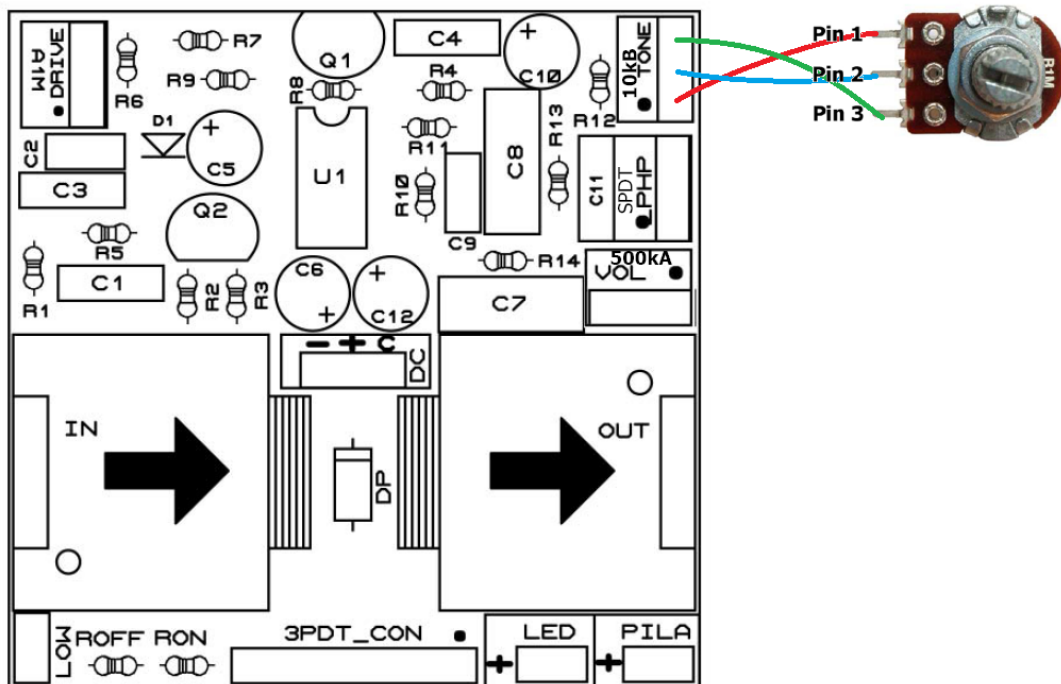 DRIVE
A1M
R6
R7
R9
Q1
R8
C4
R4
C10
10kB
TONE
R12
Pin 1
Pin 2
Pin 3
B1M
C2
D1
C5
C3
U1
R11
R10
C8
R13
C11
SPDT
LPHP
Q2
C9
R5
R14
500kA
VOL
R1
C1
R2
R3
C6
C12
C7
DC
- + C
IN
DP
OUT
LOM
ROFF
RON
3PDT_CON
LED
PILA